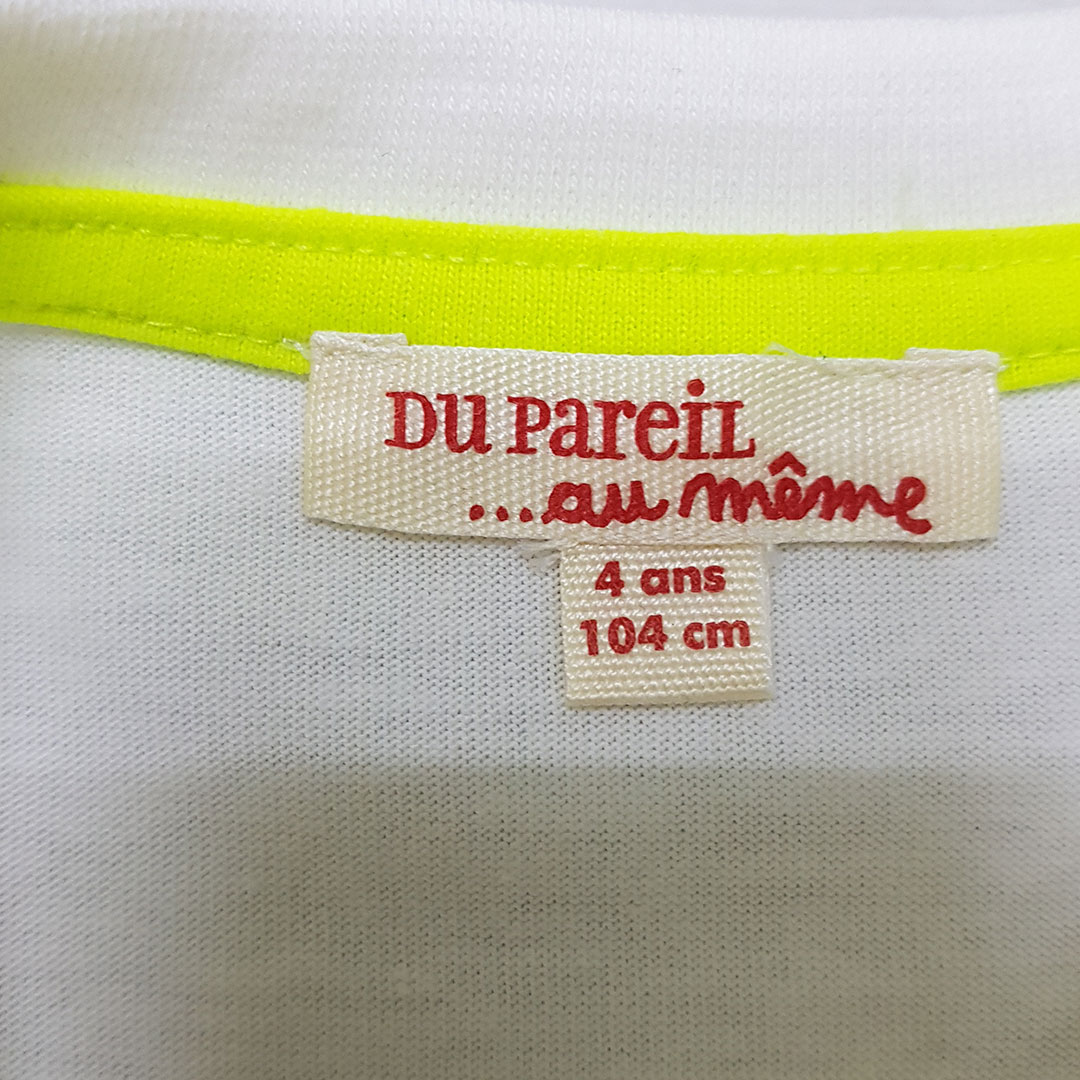 DU PareiL
...au même
4 ans
104 cm